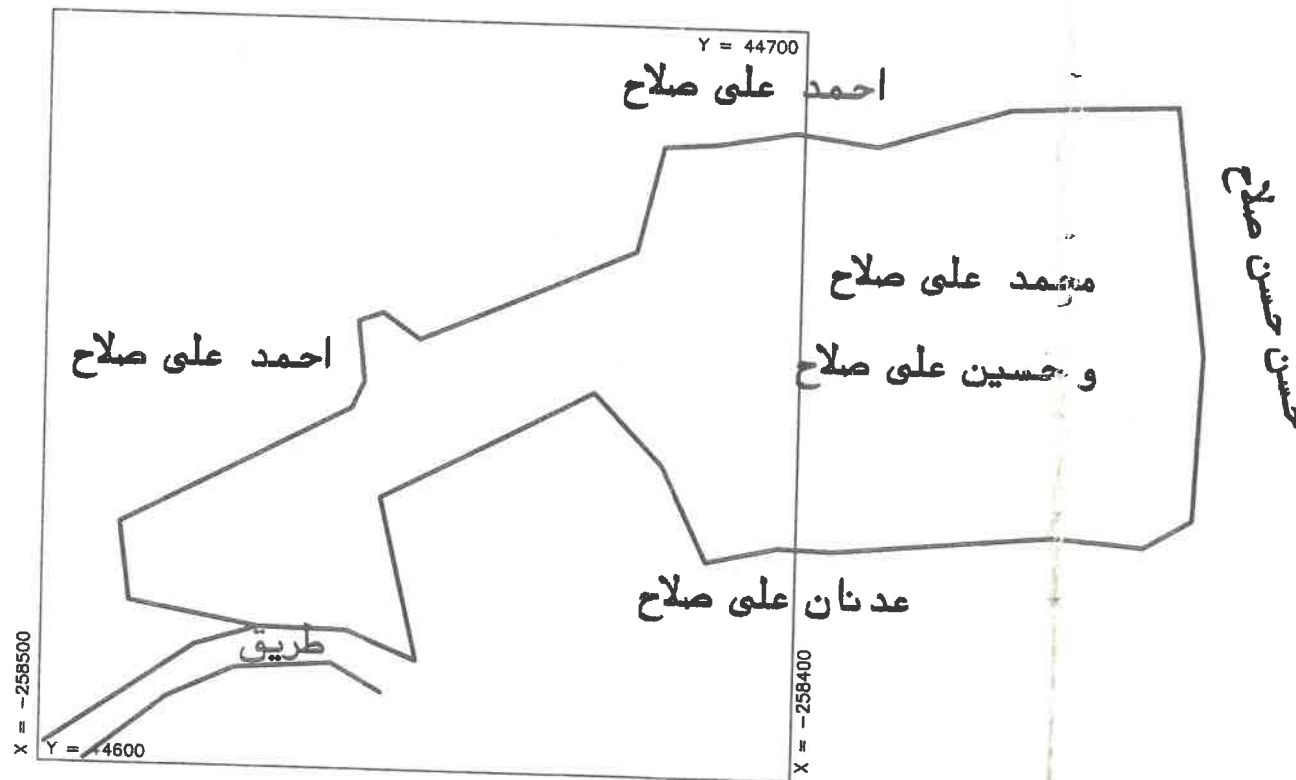 Y = 44700
احمد على صلاح
حسن حسن صلاح
محمد على صلاح
و حسين على صلاح
احمد على صلاح
عدنان على صلاح
طريق
X = -258500
Y = 44600
X = -258400